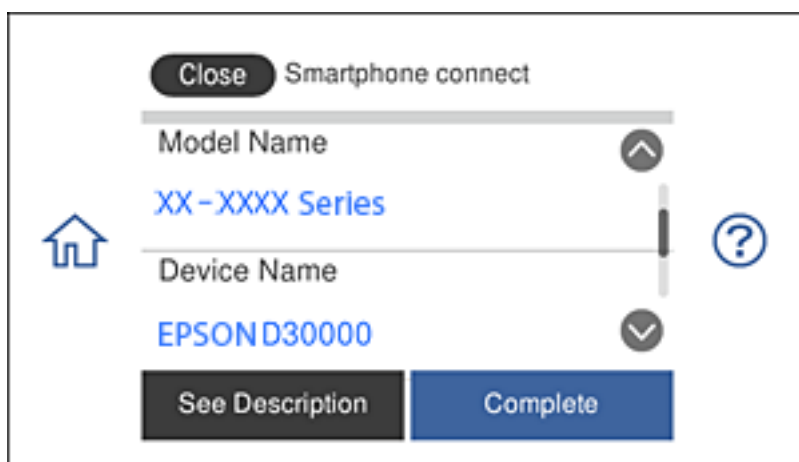 Close Smartphone connect
Model Name
XX-XXXX Series
Device Name
EPSON D30000
See Description Complete
?